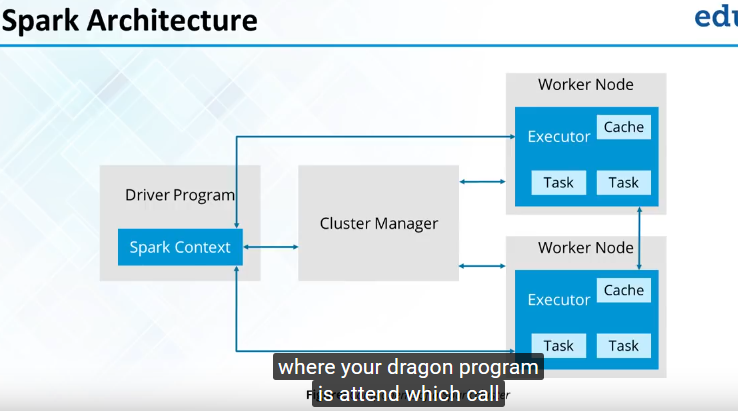 Spark Architecture
Worker Node
Executor
Cache
Task Task
Driver Program
Spark Context
Cluster Manager
Worker Node
Executor
Cache
Task Task
where your dragon program
is attend which call